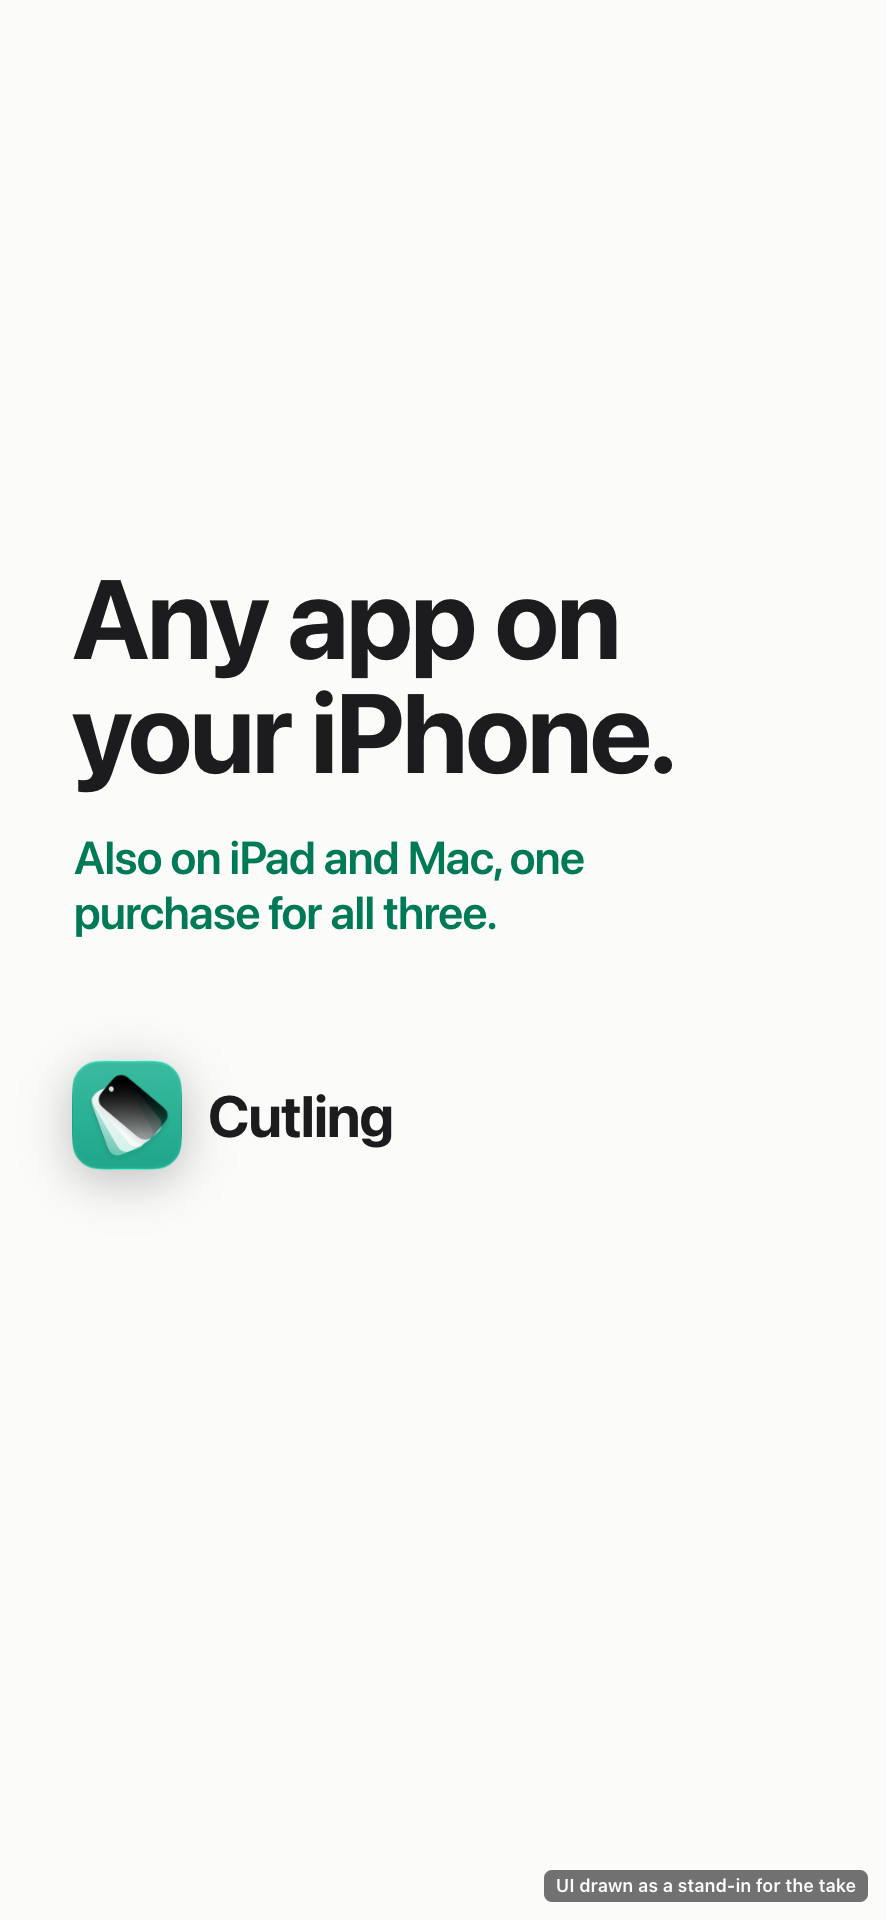 Any app on
your iPhone.
Also on iPad and Mac, one
purchase for all three.
Cutling
UI drawn as a stand-in for the take